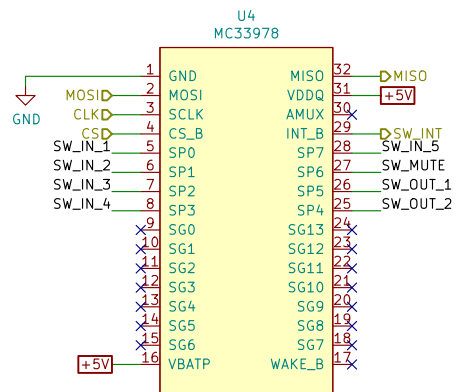 U4
MC33978
1 GND MISO 32 MISO
MOSI 2 MOSI VDDQ 31 +5V
GND CLK 3 SCLK AMUX 30
CS 4 CS_B INT_B 29 SW_INT
SW_IN_1 5 SP0 SP7 28 SW_IN_5
SW_IN_2 6 SP1 SP6 27 SW_MUTE
SW_IN_3 7 SP2 SP5 26 SW_OUT_1
SW_IN_4 8 SP3 SP4 25 SW_OUT_2
9 SG0 SG13 24
10 SG1 SG12 23
11 SG2 SG11 22
12 SG3 SG10 21
13 SG4 SG9 20
14 SG5 SG8 19
15 SG6 SG7 18
+5V 16 VBATP WAKE_B 17